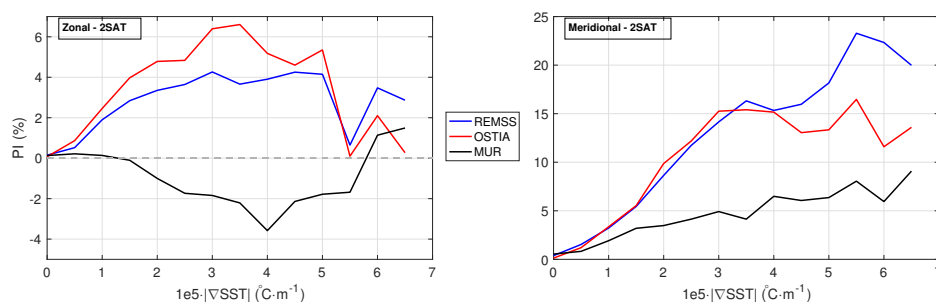 Zonal - 2SAT
PI (%)
6
4
2
0
-2
-4
0 1 2 3 4 5 6 7
1e5·|∇SST| (°C·m⁻¹)
REMSS
OSTIA
MUR
Meridional - 2SAT
25
20
15
10
5
0
0 1 2 3 4 5 6 7
1e5·|∇SST| (°C·m⁻¹)